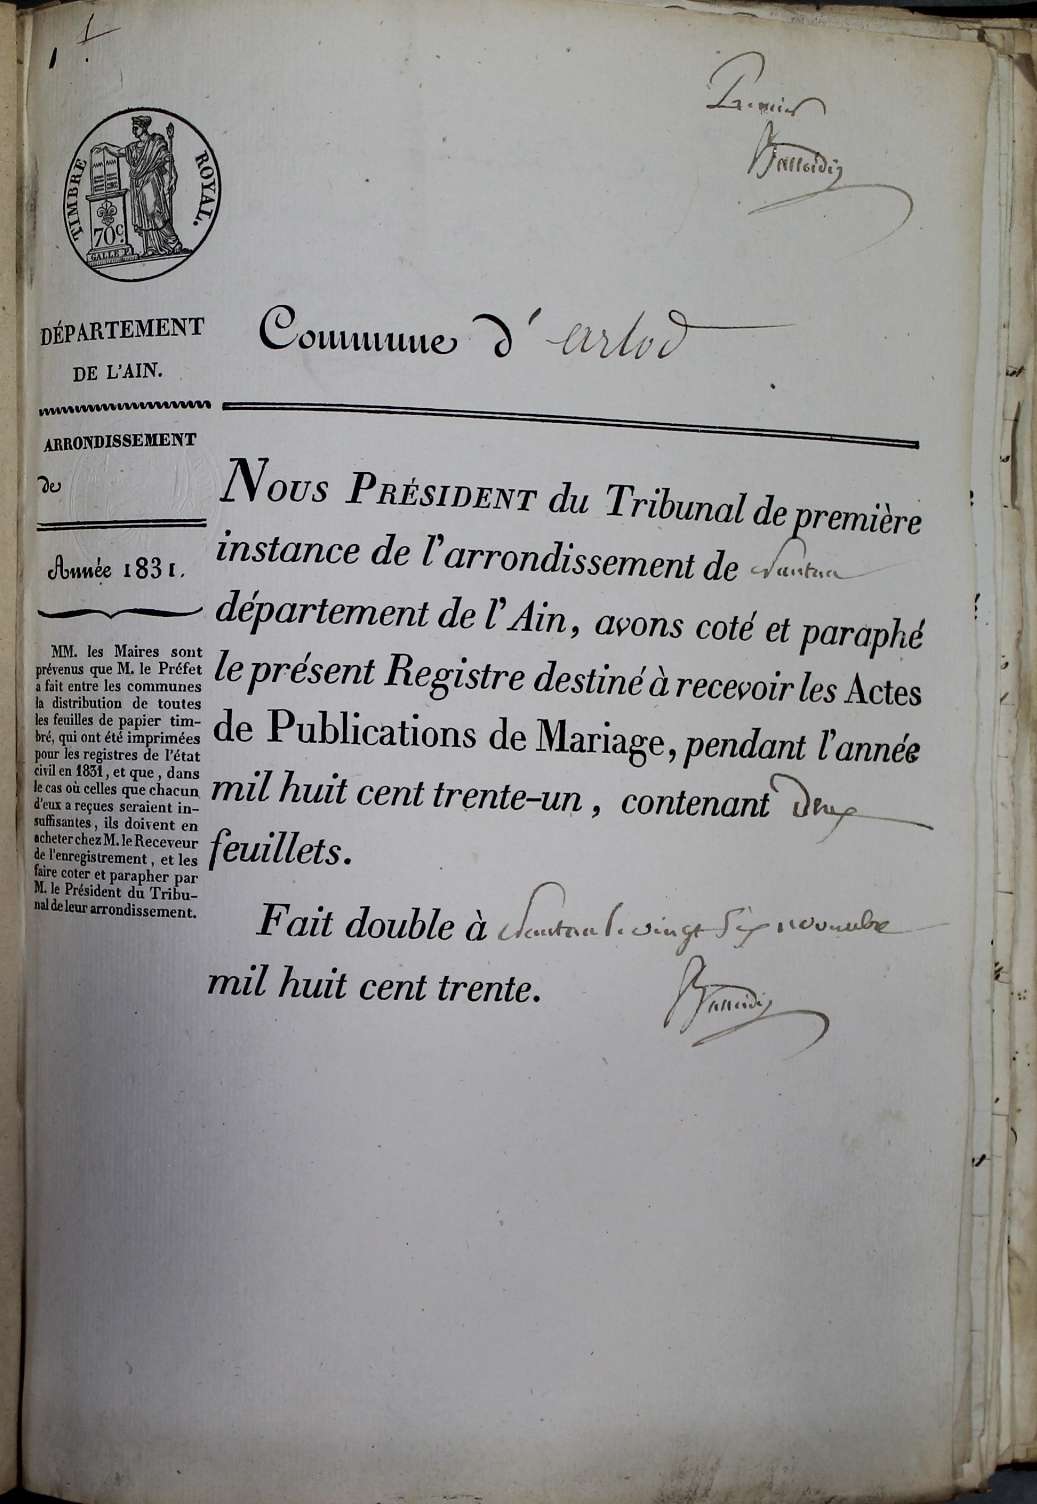 1
Premier
TIMBRE ROYAL.
70c.
GALLE
DÉPARTEMENT
DE L'AIN.
Commune d' arlod
ARRONDISSEMENT
de
Année 1831.
MM. les Maires sont
prévenus que M. le Préfet
a fait entre les communes
la distribution de toutes
les feuilles de papier tim-
bré, qui ont été imprimées
pour les registres de l'état
civil en 1831, et que, dans
le cas où celles que chacun
d'eux a reçues seraient in-
suffisantes, ils doivent en
acheter chez M. le Receveur
de l'enregistrement, et les
faire coter et parapher par
M. le Président du Tribu-
nal de leur arrondissement.
NOUS PRÉSIDENT du Tribunal de première
instance de l'arrondissement de Nantua
département de l'Ain, avons coté et paraphé
le présent Registre destiné à recevoir les Actes
de Publications de Mariage, pendant l'année
mil huit cent trente-un, contenant Deux
feuillets.
Fait double à Nantua le vingt Six novembre
mil huit cent trente.